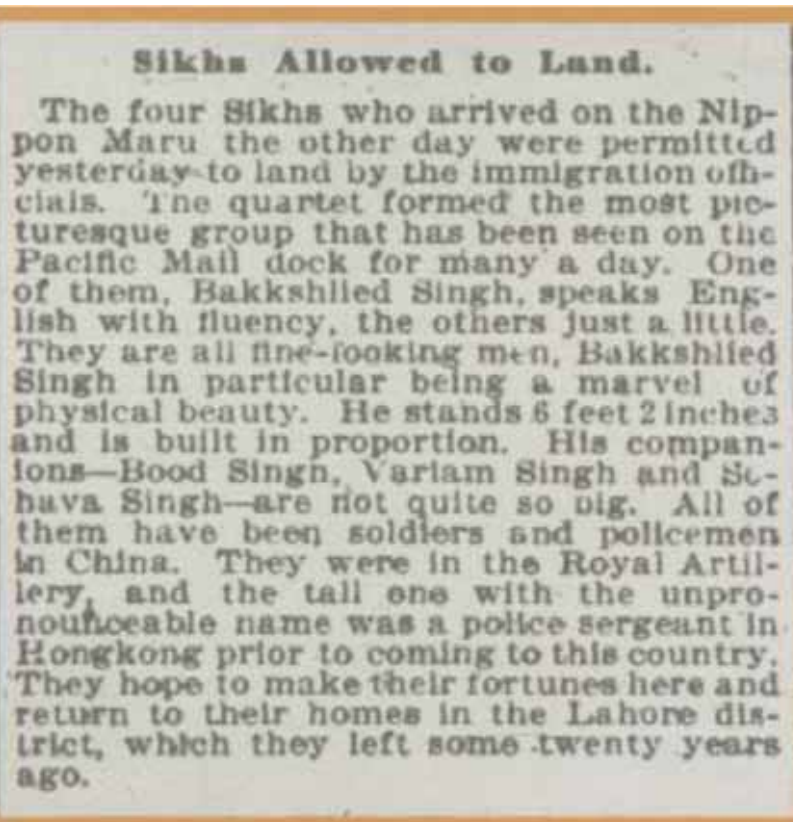 Sikhs Allowed to Land.
The four Sikhs who arrived on the Nip-
pon Maru the other day were permitted
yesterday to land by the immigration offi-
cials. The quartet formed the most pic-
turesque group that has been seen on the
Pacific Mail dock for many a day. One
of them, Bakkshlied Singh, speaks Eng-
lish with fluency, the others just a little.
They are all fine-looking men, Bakkshlied
Singh in particular being a marvel of
physical beauty. He stands 6 feet 2 inches
and is built in proportion. His compan-
ions—Bood Singh, Variam Singh and So-
hava Singh—are not quite so big. All of
them have been soldiers and policemen
in China. They were in the Royal Artil-
lery, and the tall one with the unpro-
nounceable name was a police sergeant in
Hongkong prior to coming to this country.
They hope to make their fortunes here and
return to their homes in the Lahore dis-
trict, which they left some twenty years
ago.